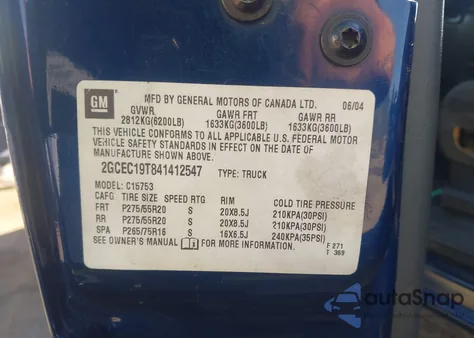 GM
MFD BY GENERAL MOTORS OF CANADA LTD. 06/04
GVWR GAWR FRT GAWR RR
2812KG(6200LB) 1633KG(3600LB) 1633KG(3600LB)
THIS VEHICLE CONFORMS TO ALL APPLICABLE U.S. FEDERAL MOTOR
VEHICLE SAFETY STANDARDS IN EFFECT ON THE DATE OF
MANUFACTURE SHOWN ABOVE.
2GCEC19T841412547 TYPE: TRUCK
MODEL: C15753
CAFG TIRE SIZE SPEED RTG RIM COLD TIRE PRESSURE
FRT P275/55R20 S 20X8.5J 210KPA(30PSI)
RR P275/55R20 S 20X8.5J 210KPA(30PSI)
SPA P265/75R16 S 16X6.5J 240KPA(35PSI)
SEE OWNER'S MANUAL FOR MORE INFORMATION. F 271
T 369
autoSnap